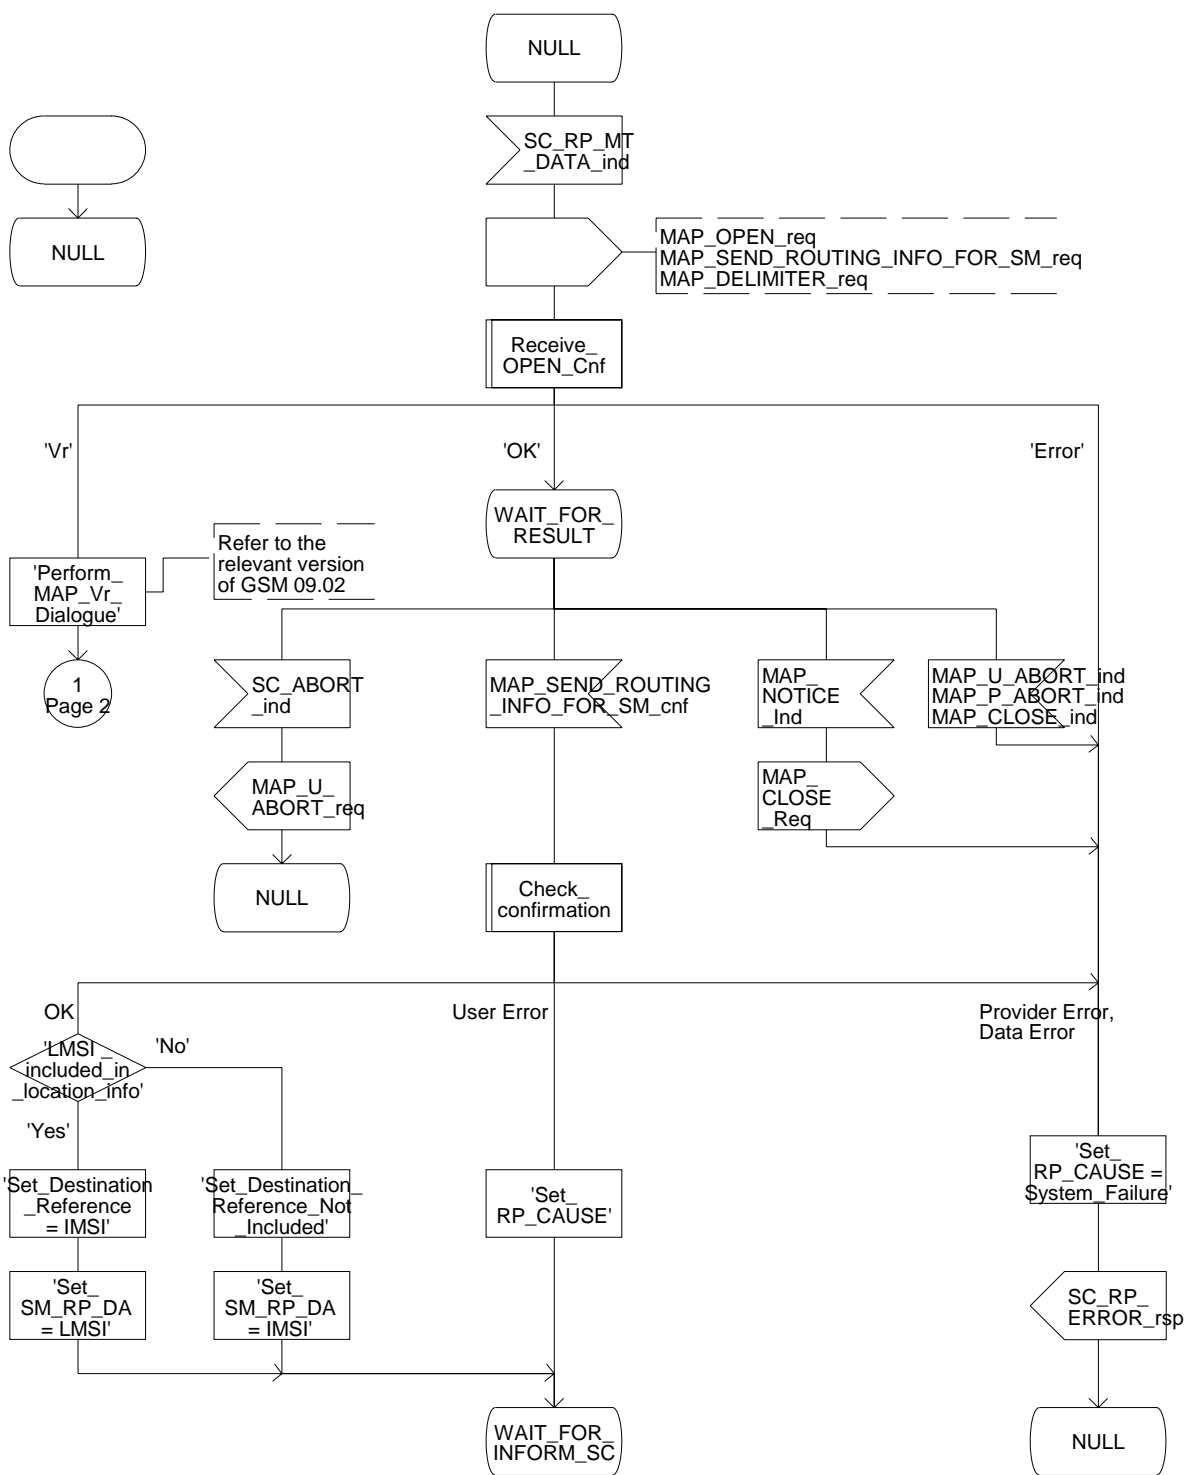 NULL
SC_RP_MT
_DATA_ind
NULL
MAP_OPEN_req
MAP_SEND_ROUTING_INFO_FOR_SM_req
MAP_DELIMITER_req
Receive_
OPEN_Cnf
'Vr'
'OK'
'Error'
WAIT_FOR_
RESULT
Refer to the
relevant version
of GSM 09.02
'Perform_
MAP_Vr_
Dialogue'
1
Page 2
SC_ABORT
_ind
MAP_SEND_ROUTING
_INFO_FOR_SM_cnf
MAP_
NOTICE
_Ind
MAP_U_ABORT_ind
MAP_P_ABORT_ind
MAP_CLOSE_ind
MAP_U_
ABORT_req
MAP_
CLOSE
_Req
NULL
Check_
confirmation
OK
User Error
Provider Error,
Data Error
'LMSI_
included_in
_location_info'
'No'
'Yes'
'Set_Destination
_Reference
= IMSI'
'Set_Destination_
Reference_Not
_Included'
'Set_
RP_CAUSE'
'Set_
RP_CAUSE =
System_Failure'
'Set_
SM_RP_DA
= LMSI'
'Set_
SM_RP_DA
= IMSI'
SC_RP_
ERROR_rsp
WAIT_FOR_
INFORM_SC
NULL